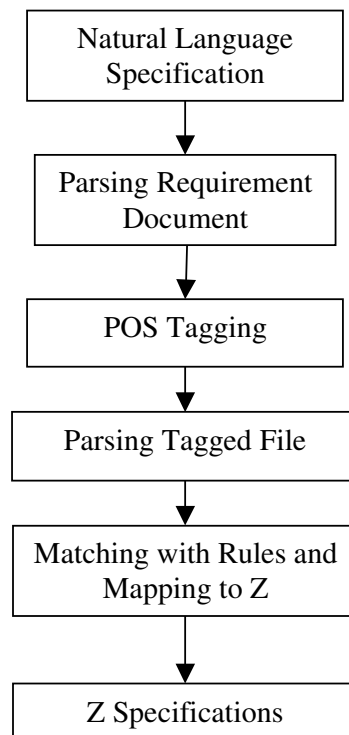 Natural Language
Specification
Parsing Requirement
Document
POS Tagging
Parsing Tagged File
Matching with Rules and
Mapping to Z
Z Specifications